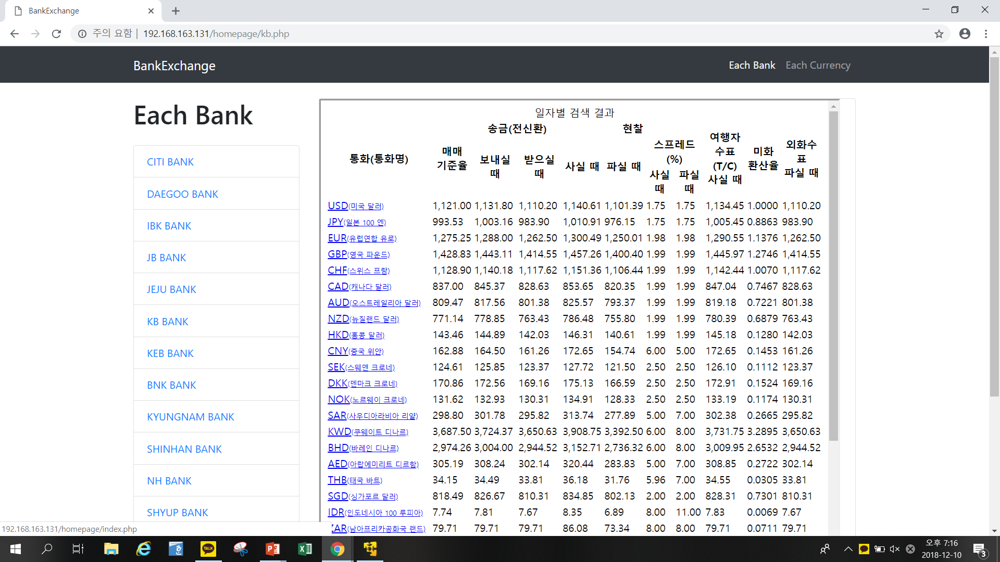 BankExchange
주의 요함 | 192.168.163.131/homepage/kb.php
BankExchange
Each Bank Each Currency
Each Bank
CITI BANK
DAEGOO BANK
IBK BANK
JB BANK
JEJU BANK
KB BANK
KEB BANK
BNK BANK
KYUNGNAM BANK
SHINHAN BANK
NH BANK
SHYUP BANK
일자별 검색 결과
통화(통화명)
매매
기준율
송금(전신환)
보내실
때
받으실
때
현찰
사실 때 파실 때
스프레드
(%)
사실
때
파실
때
여행자
수표
(T/C)
사실 때
미화
환산율
외화수
표
파실 때
USD(미국 달러) 1,121.00 1,131.80 1,110.20 1,140.61 1,101.39 1.75 1.75 1,134.45 1.0000 1,110.20
JPY(일본 100 엔) 993.53 1,003.16 983.90 1,010.91 976.15 1.75 1.75 1,005.45 0.8863 983.90
EUR(유럽연합 유로) 1,275.25 1,288.00 1,262.50 1,300.49 1,250.01 1.98 1.98 1,290.55 1.1376 1,262.50
GBP(영국 파운드) 1,428.83 1,443.11 1,414.55 1,457.26 1,400.40 1.99 1.99 1,445.97 1.2746 1,414.55
CHF(스위스 프랑) 1,128.90 1,140.18 1,117.62 1,151.36 1,106.44 1.99 1.99 1,142.44 1.0070 1,117.62
CAD(캐나다 달러) 837.00 845.37 828.63 853.65 820.35 1.99 1.99 847.04 0.7467 828.63
AUD(오스트레일리아 달러) 809.47 817.56 801.38 825.57 793.37 1.99 1.99 819.18 0.7221 801.38
NZD(뉴질랜드 달러) 771.14 778.85 763.43 786.48 755.80 1.99 1.99 780.39 0.6879 763.43
HKD(홍콩 달러) 143.46 144.89 142.03 146.31 140.61 1.99 1.99 145.18 0.1280 142.03
CNY(중국 위안) 162.88 164.50 161.26 172.65 154.74 6.00 5.00 172.65 0.1453 161.26
SEK(스웨덴 크로네) 124.61 125.85 123.37 127.72 121.50 2.50 2.50 126.10 0.1112 123.37
DKK(덴마크 크로네) 170.86 172.56 169.16 175.13 166.59 2.50 2.50 172.91 0.1524 169.16
NOK(노르웨이 크로네) 131.62 132.93 130.31 134.91 128.33 2.50 2.50 133.19 0.1174 130.31
SAR(사우디아라비아 리얄) 298.80 301.78 295.82 313.74 277.89 5.00 7.00 302.38 0.2665 295.82
KWD(쿠웨이트 디나르) 3,687.50 3,724.37 3,650.63 3,908.75 3,392.50 6.00 8.00 3,731.75 3.2895 3,650.63
BHD(바레인 디나르) 2,974.26 3,004.00 2,944.52 3,152.71 2,736.32 6.00 8.00 3,009.95 2.6532 2,944.52
AED(아랍에미리트 디르함) 305.19 308.24 302.14 320.44 283.83 5.00 7.00 308.85 0.2722 302.14
THB(태국 바트) 34.15 34.49 33.81 36.18 31.76 5.96 7.00 34.55 0.0305 33.81
SGD(싱가포르 달러) 818.49 826.67 810.31 834.85 802.13 2.00 2.00 828.31 0.7301 810.31
IDR(인도네시아 100 루피아) 7.74 7.81 7.67 8.35 6.89 8.00 11.00 7.83 0.0069 7.67
ZAR(남아프리카공화국 랜드) 79.71 79.71 79.71 86.08 73.34 8.00 8.00 79.71 0.0711 79.71
192.168.163.131/homepage/index.php
TALK
오후 7:16
2018-12-10
3